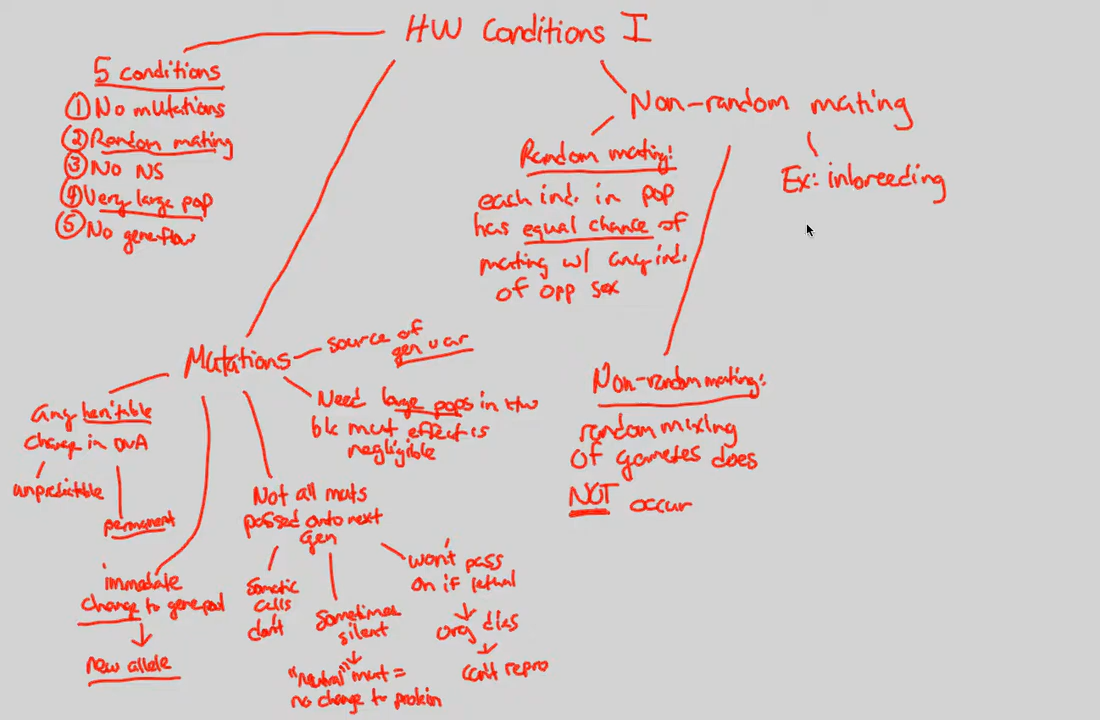 HW Conditions I
5 conditions
① No mutations
② Random mating
③ No NS
④ Very large pop
⑤ No gene flow
Non-random mating
Random mating:
each ind. in pop
has equal chance of
mating w/ any ind.
of opp sex
Ex: inbreeding
Non-random mating:
random mixing
of gametes does
NOT occur
Mutations
source of
gen var
Need large pops in HW
b/c mut effect is
negligible
any heritable
change in DNA
unpredictable
permanent
immediate
change to genepool
new allele
Not all muts
passed onto next
gen
somatic
cells
don't
sometimes
silent
"Neutral" mut =
no change to protein
won't pass
on if lethal
org dies
can't repro